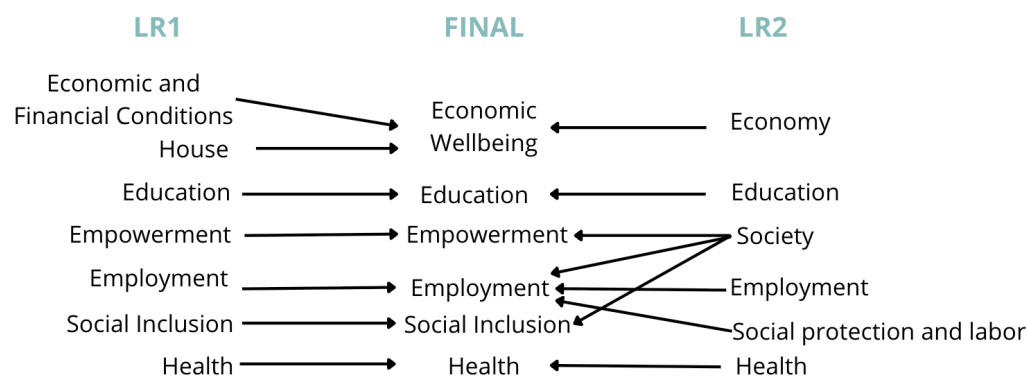 LR1 FINAL LR2
Economic and
Financial Conditions
Economic
Wellbeing
Economy
House
Education Education Education
Empowerment Empowerment Society
Employment Employment Employment
Social Inclusion Social Inclusion Social protection and labor
Health Health Health